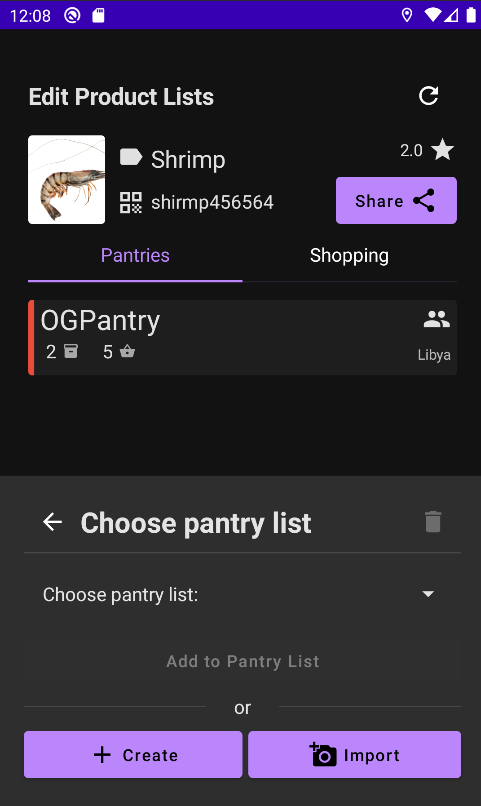 12:08
Edit Product Lists
Shrimp
2.0
shirmp456564
Share
Pantries
Shopping
OGPantry
2
5
Libya
Choose pantry list
Choose pantry list:
Add to Pantry List
or
Create
Import